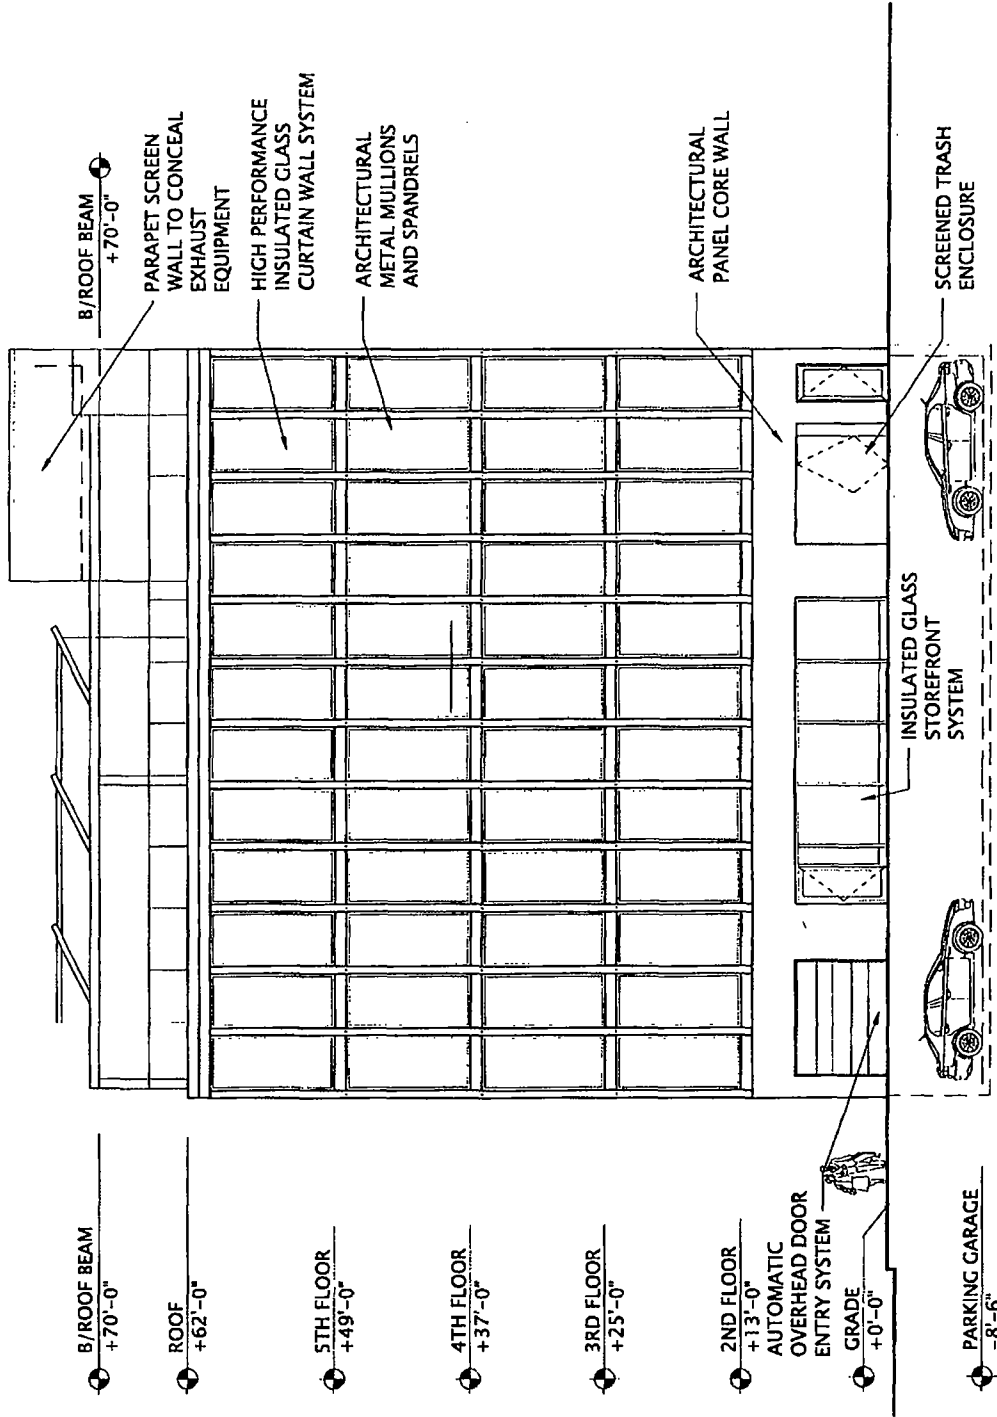 B/ROOF BEAM
+70'-0"
PARAPET SCREEN
WALL TO CONCEAL
EXHAUST
EQUIPMENT
HIGH PERFORMANCE
INSULATED GLASS
CURTAIN WALL SYSTEM
ARCHITECTURAL
METAL MULLIONS
AND SPANDRELS
ARCHITECTURAL
PANEL CORE WALL
SCREENED TRASH
ENCLOSURE
INSULATED GLASS
STOREFRONT
SYSTEM
B/ROOF BEAM
+70'-0"
ROOF
+62'-0"
5TH FLOOR
+49'-0"
4TH FLOOR
+37'-0"
3RD FLOOR
+25'-0"
2ND FLOOR
+13'-0"
AUTOMATIC
OVERHEAD DOOR
ENTRY SYSTEM
GRADE
+0'-0"
PARKING GARAGE
-8'-6"